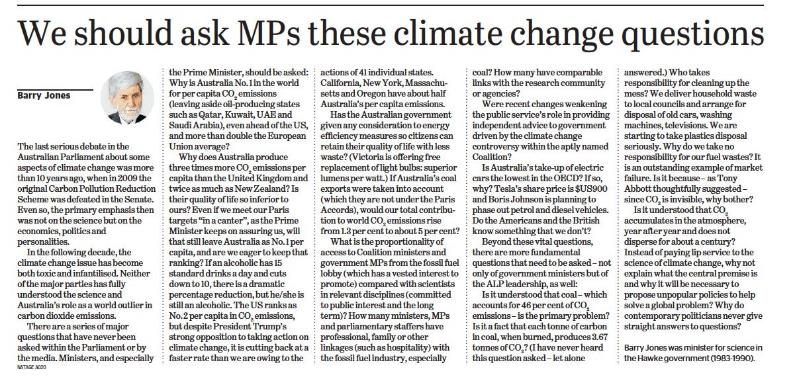 We should ask MPs these climate change questions
Barry Jones
The last serious debate in the
Australian Parliament about some
aspects of climate change was more
than 10 years ago, when in 2009 the
original Carbon Pollution Reduction
Scheme was defeated in the Senate.
Even so, the primary emphasis then
was not on the science but on the
economics, politics and
personalities.
In the following decade, the
climate change issue has become
both toxic and infantilised. Neither
of the major parties has fully
understood the science and
Australia's role as a world outlier in
carbon dioxide emissions.
There are a series of major
questions that have never been
asked within the Parliament or by
the media. Ministers, and especially
the Prime Minister, should be asked:
Why is Australia No. 1 in the world
for per capita CO2 emissions
(leaving aside oil-producing states
such as Qatar, Kuwait, UAE and
Saudi Arabia), even ahead of the US,
and more than double the European
Union average?
Why does Australia produce
three times more CO2 emissions per
capita than the United Kingdom and
twice as much as New Zealand? Is
their quality of life so inferior to
ours? Even if we meet our Paris
targets "in a canter", as the Prime
Minister keeps on assuring us, will
that still leave Australia as No. 1 per
capita, and are we eager to keep that
ranking? If an alcoholic has 15
standard drinks a day and cuts
down to 10, there is a dramatic
percentage reduction, but he/she is
still an alcoholic. The US ranks as
No. 2 per capita in CO2 emissions,
but despite President Trump's
strong opposition to taking action on
climate change, it is cutting back at a
faster rate than we are owing to the
actions of 41 individual states.
California, New York, Massachu-
setts and Oregon have about half
Australia's per capita emissions.
Has the Australian government
given any consideration to energy
efficiency measures so citizens can
retain their quality of life with less
waste? (Victoria is offering free
replacement of light bulbs: superior
lumens per watt.) If Australia's coal
exports were taken into account
(which they are not under the Paris
Accords), would our total contribu-
tion to world CO2 emissions rise
from 1.3 per cent to about 5 per cent?
What is the proportionality of
access to Coalition ministers and
government MPs from the fossil fuel
lobby (which has a vested interest to
promote) compared with scientists
in relevant disciplines (committed
to public interest and the long
term)? How many ministers, MPs
and parliamentary staffers have
professional, family or other
linkages (such as hospitality) with
the fossil fuel industry, especially
coal? How many have comparable
links with the research community
or agencies?
Were recent changes weakening
the public service's role in providing
independent advice to government
driven by the climate change
controversy within the aptly named
Coalition?
Is Australia's take-up of electric
cars the lowest in the OECD? If so,
why? Tesla's share price is $US900
and Boris Johnson is planning to
phase out petrol and diesel vehicles.
Do the Americans and the British
know something that we don't?
Beyond these vital questions,
there are more fundamental
questions that need to be asked – not
only of government ministers but of
the ALP leadership, as well:
Is it understood that coal – which
accounts for 46 per cent of CO2
emissions – is the primary problem?
Is it a fact that each tonne of carbon
in coal, when burned, produces 3.67
tonnes of CO2? (I have never heard
this question asked – let alone
answered.) Who takes
responsibility for cleaning up the
mess? We deliver household waste
to local councils and arrange for
disposal of old cars, washing
machines, televisions. We are
starting to take plastics disposal
seriously. Why do we take no
responsibility for our fuel wastes? It
is an outstanding example of market
failure. Is it because – as Tony
Abbott thoughtfully suggested –
since CO2 is invisible, why bother?
Is it understood that CO2
accumulates in the atmosphere,
year after year and does not
disperse for about a century?
Instead of paying lip service to the
science of climate change, why not
explain what the central premise is
and why it will be necessary to
propose unpopular policies to help
solve a global problem? Why do
contemporary politicians never give
straight answers to questions?
Barry Jones was minister for science in
the Hawke government (1983-1990).